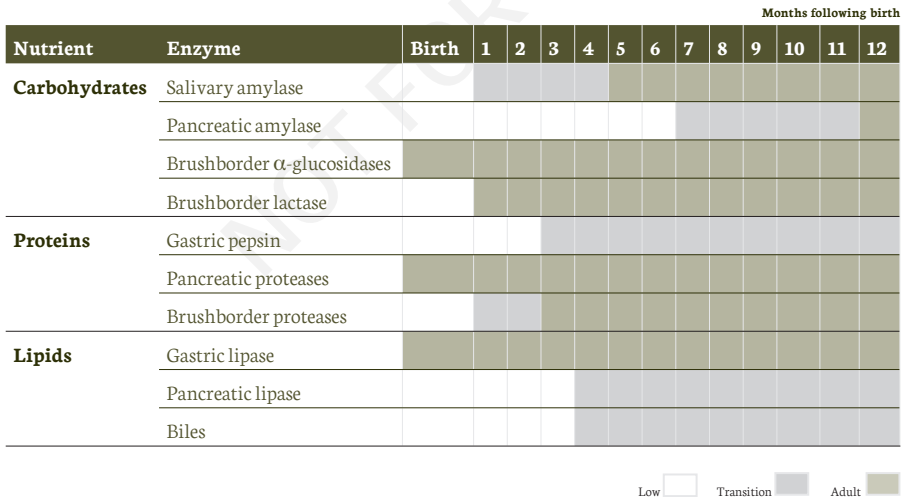 Months following birth
Nutrient Enzyme Birth 1 2 3 4 5 6 7 8 9 10 11 12
Carbohydrates Salivary amylase
Pancreatic amylase
Brushborder α-glucosidases
Brushborder lactase
Proteins Gastric pepsin
Pancreatic proteases
Brushborder proteases
Lipids Gastric lipase
Pancreatic lipase
Biles
Low Transition Adult
NOT FOR